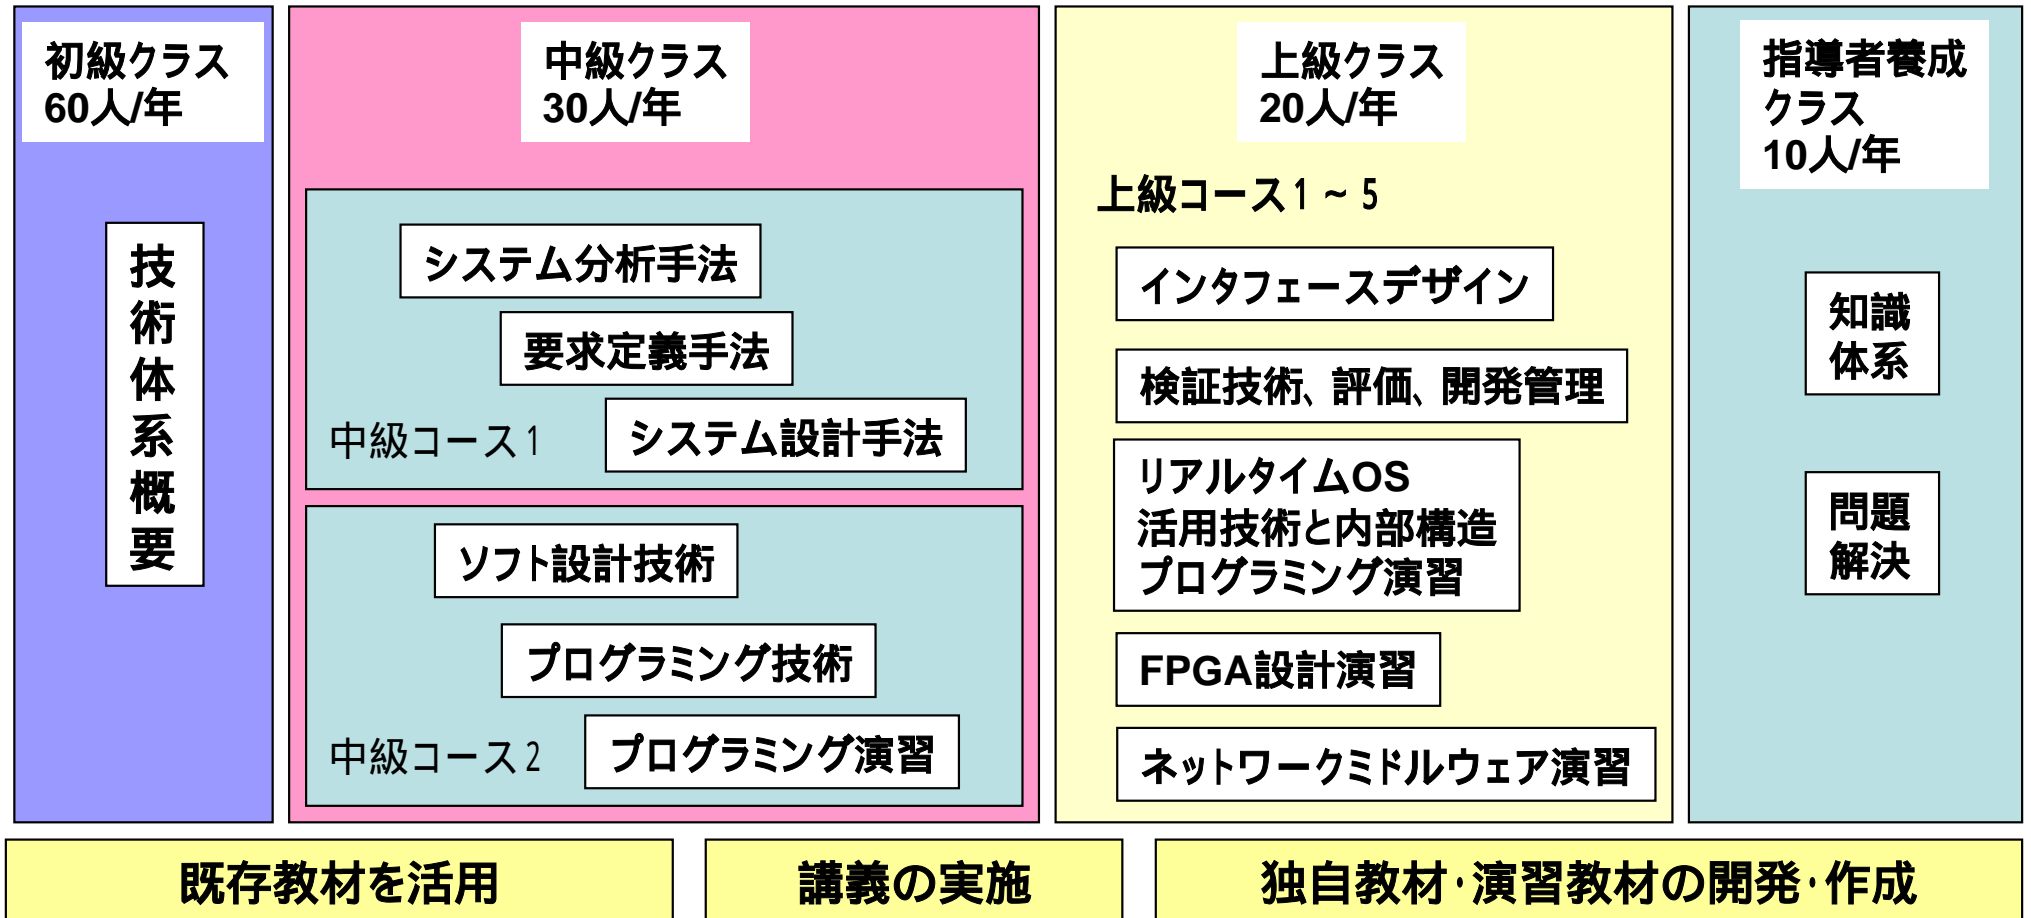 初級クラス
60人/年
技術体系概要
中級クラス
30人/年
システム分析手法
要求定義手法
システム設計手法
中級コース1
ソフト設計技術
プログラミング技術
プログラミング演習
中級コース2
上級クラス
20人/年
上級コース1~5
インタフェースデザイン
検証技術、評価、開発管理
リアルタイムOS
活用技術と内部構造
プログラミング演習
FPGA設計演習
ネットワークミドルウェア演習
指導者養成
クラス
10人/年
知識
体系
問題
解決
既存教材を活用
講義の実施
独自教材・演習教材の開発・作成